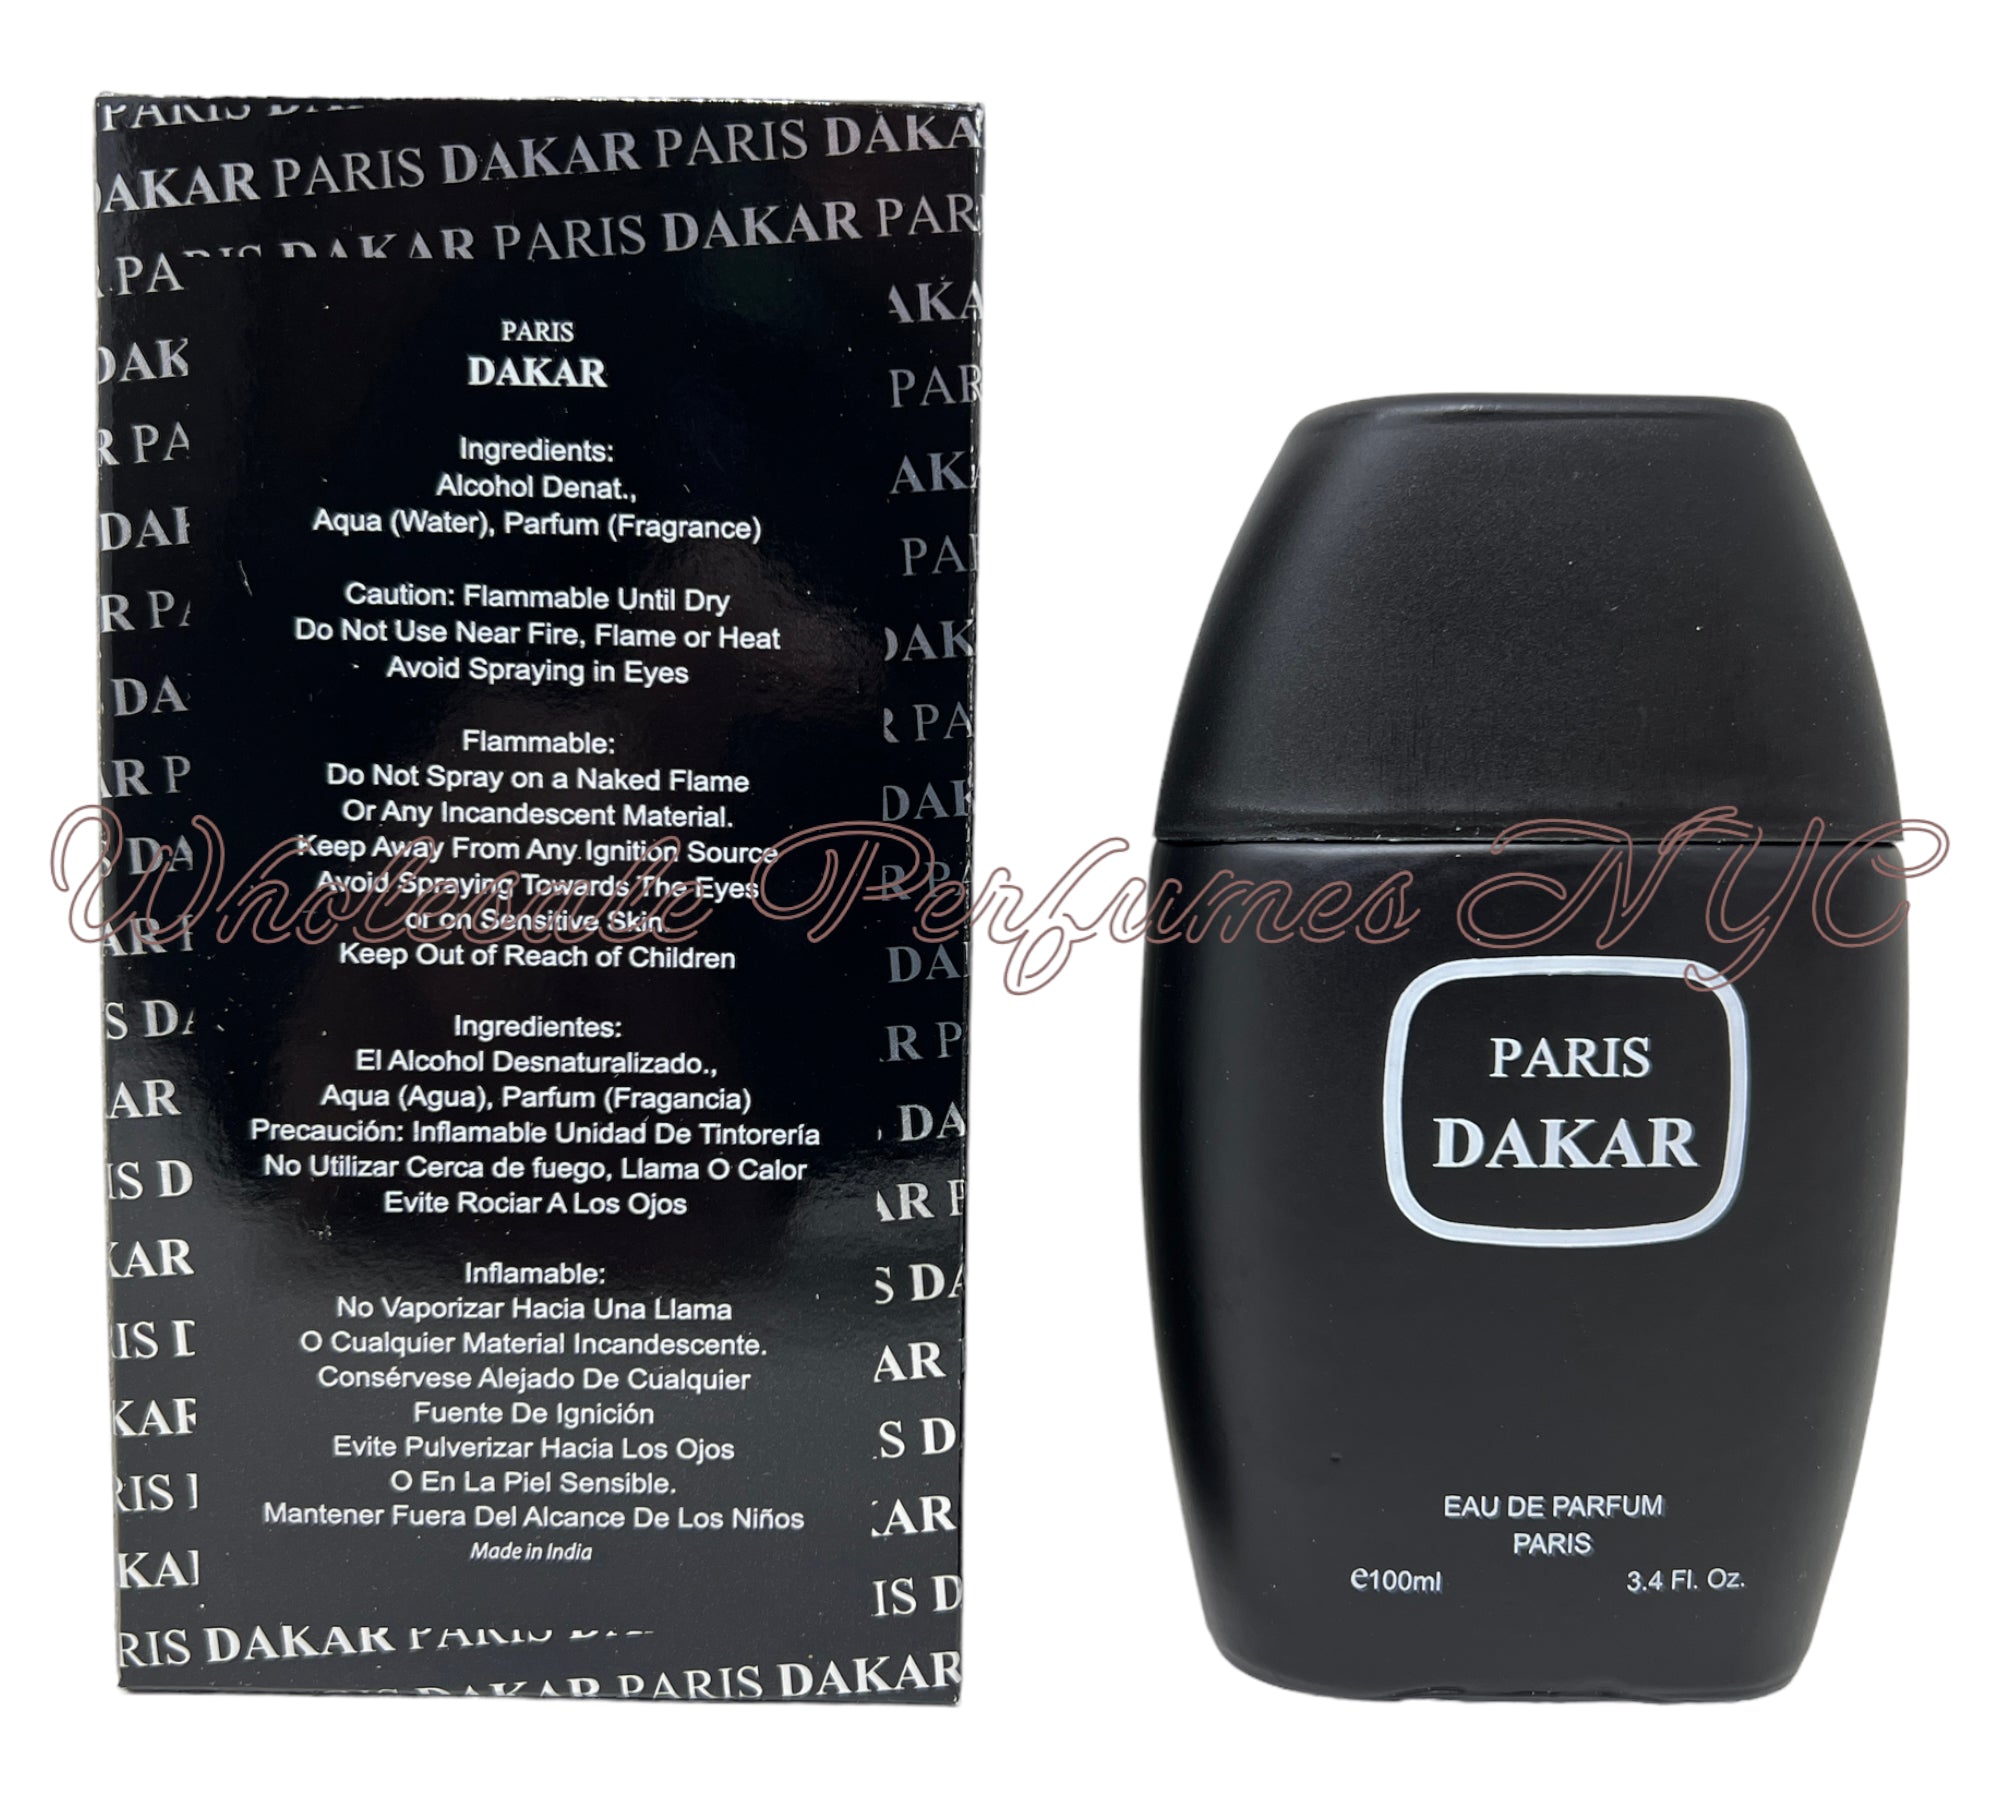 PARIS
DAKAR PARIS DAKAR PARIS DAKA
DAKAR PARIS DAKAR PAR
PARIS
DAKAR
Ingredients:
Alcohol Denat.,
Aqua (Water), Parfum (Fragrance)
Caution: Flammable Until Dry
Do Not Use Near Fire, Flame or Heat
Avoid Spraying in Eyes
Flammable:
Do Not Spray on a Naked Flame
Or Any Incandescent Material.
Keep Away From Any Ignition Source
Avoid Spraying Towards The Eyes
or on Sensitive Skin.
Keep Out of Reach of Children
Ingredientes:
El Alcohol Desnaturalizado.,
Aqua (Agua), Parfum (Fragancia)
Precaución: Inflamable Unidad De Tintorería
No Utilizar Cerca de fuego, Llama O Calor
Evite Rociar A Los Ojos
Inflamable:
No Vaporizar Hacia Una Llama
O Cualquier Material Incandescente.
Consérvese Alejado De Cualquier
Fuente De Ignición
Evite Pulverizar Hacia Los Ojos
O En La Piel Sensible.
Mantener Fuera Del Alcance De Los Niños
Made in India
RIS DAKAR PARIS
DAKAR PARIS DAKAR
Wholesale Perfumes NYC
PARIS
DAKAR
EAU DE PARFUM
PARIS
℮100ml 3.4 Fl. Oz.